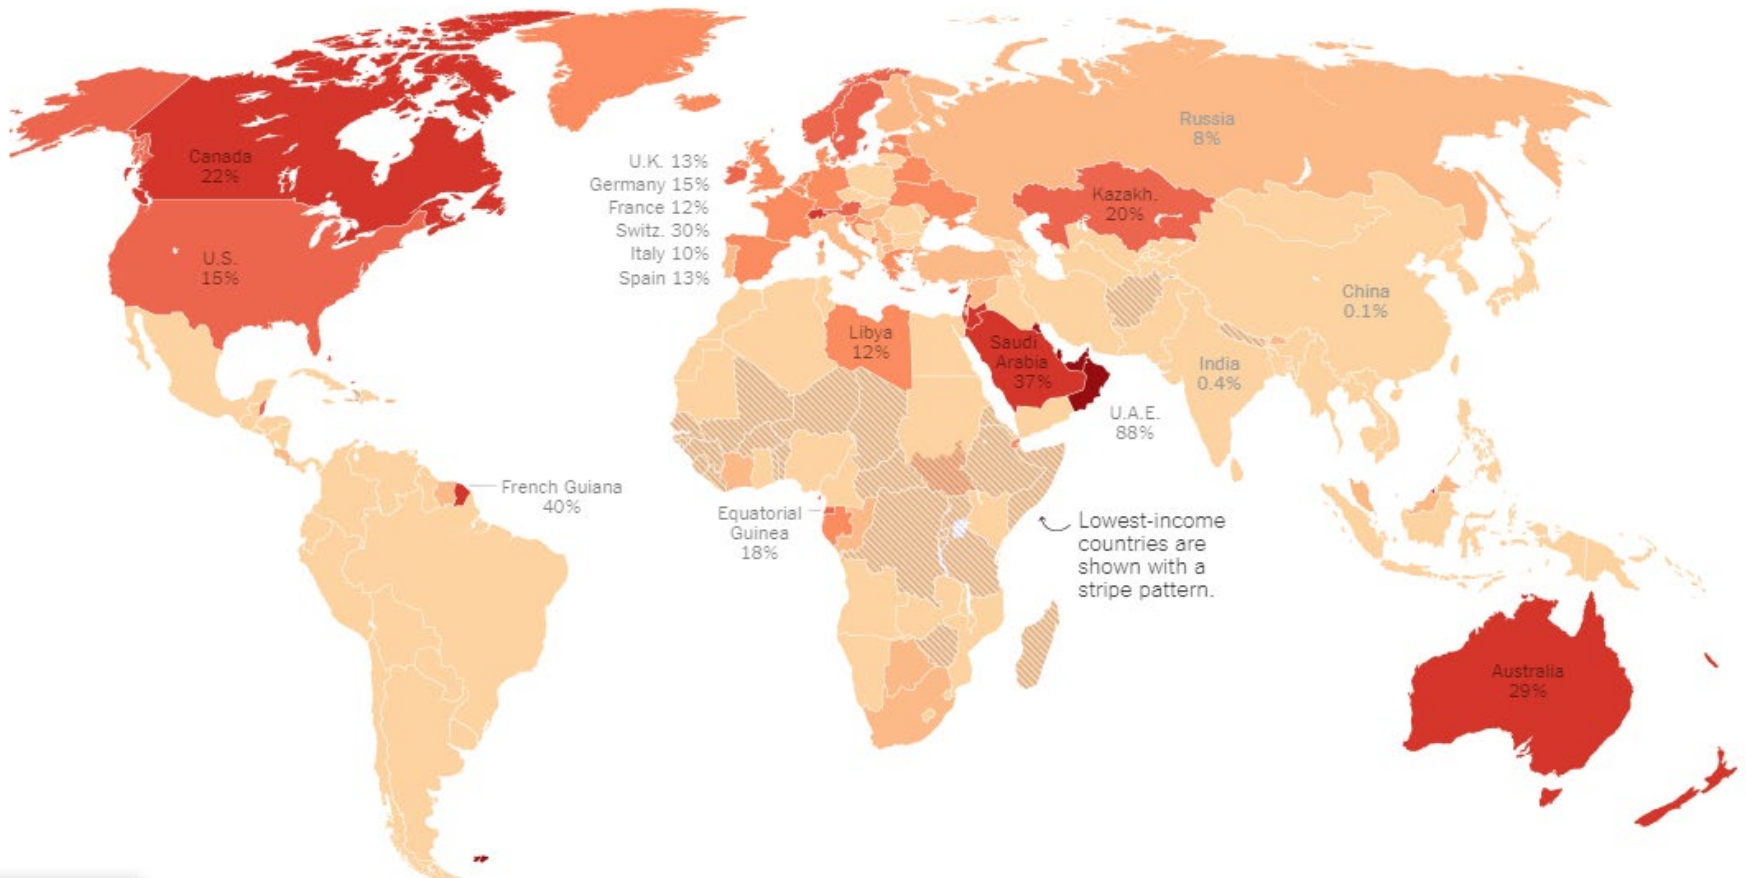 Canada
22%
U.S.
15%
U.K. 13%
Germany 15%
France 12%
Switz. 30%
Italy 10%
Spain 13%
Russia
8%
Kazakh.
20%
China
0.1%
India
0.4%
Libya
12%
Saudi
Arabia
37%
U.A.E.
88%
French Guiana
40%
Equatorial
Guinea
18%
Lowest-income
countries are
shown with a
stripe pattern.
Australia
29%